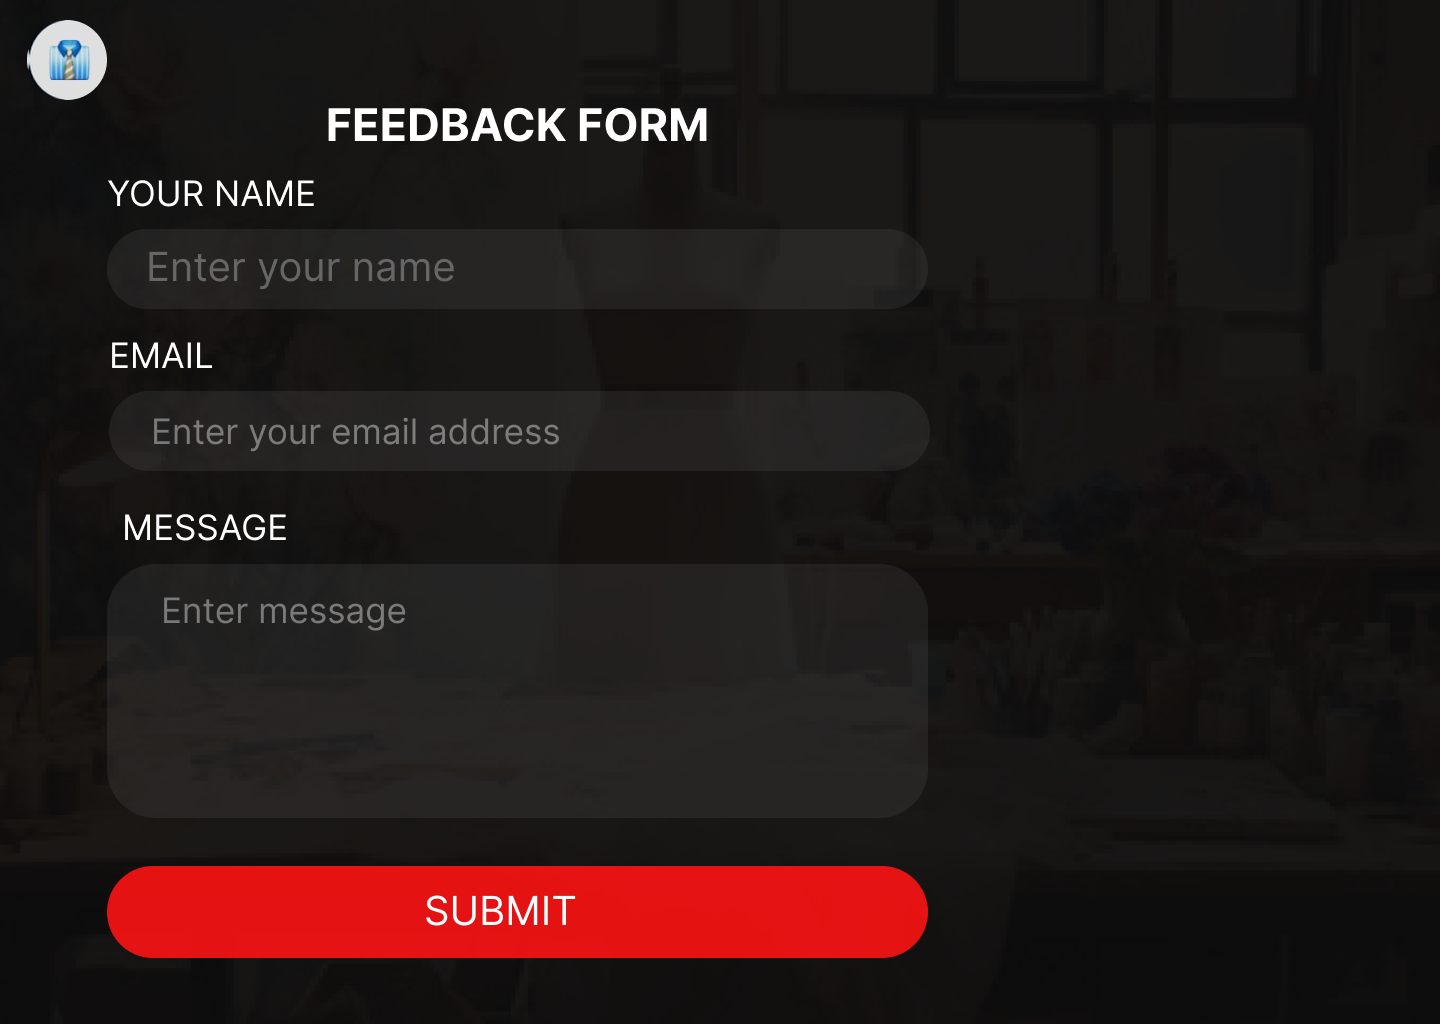 FEEDBACK FORM
YOUR NAME
Enter your name
EMAIL
Enter your email address
MESSAGE
Enter message
SUBMIT